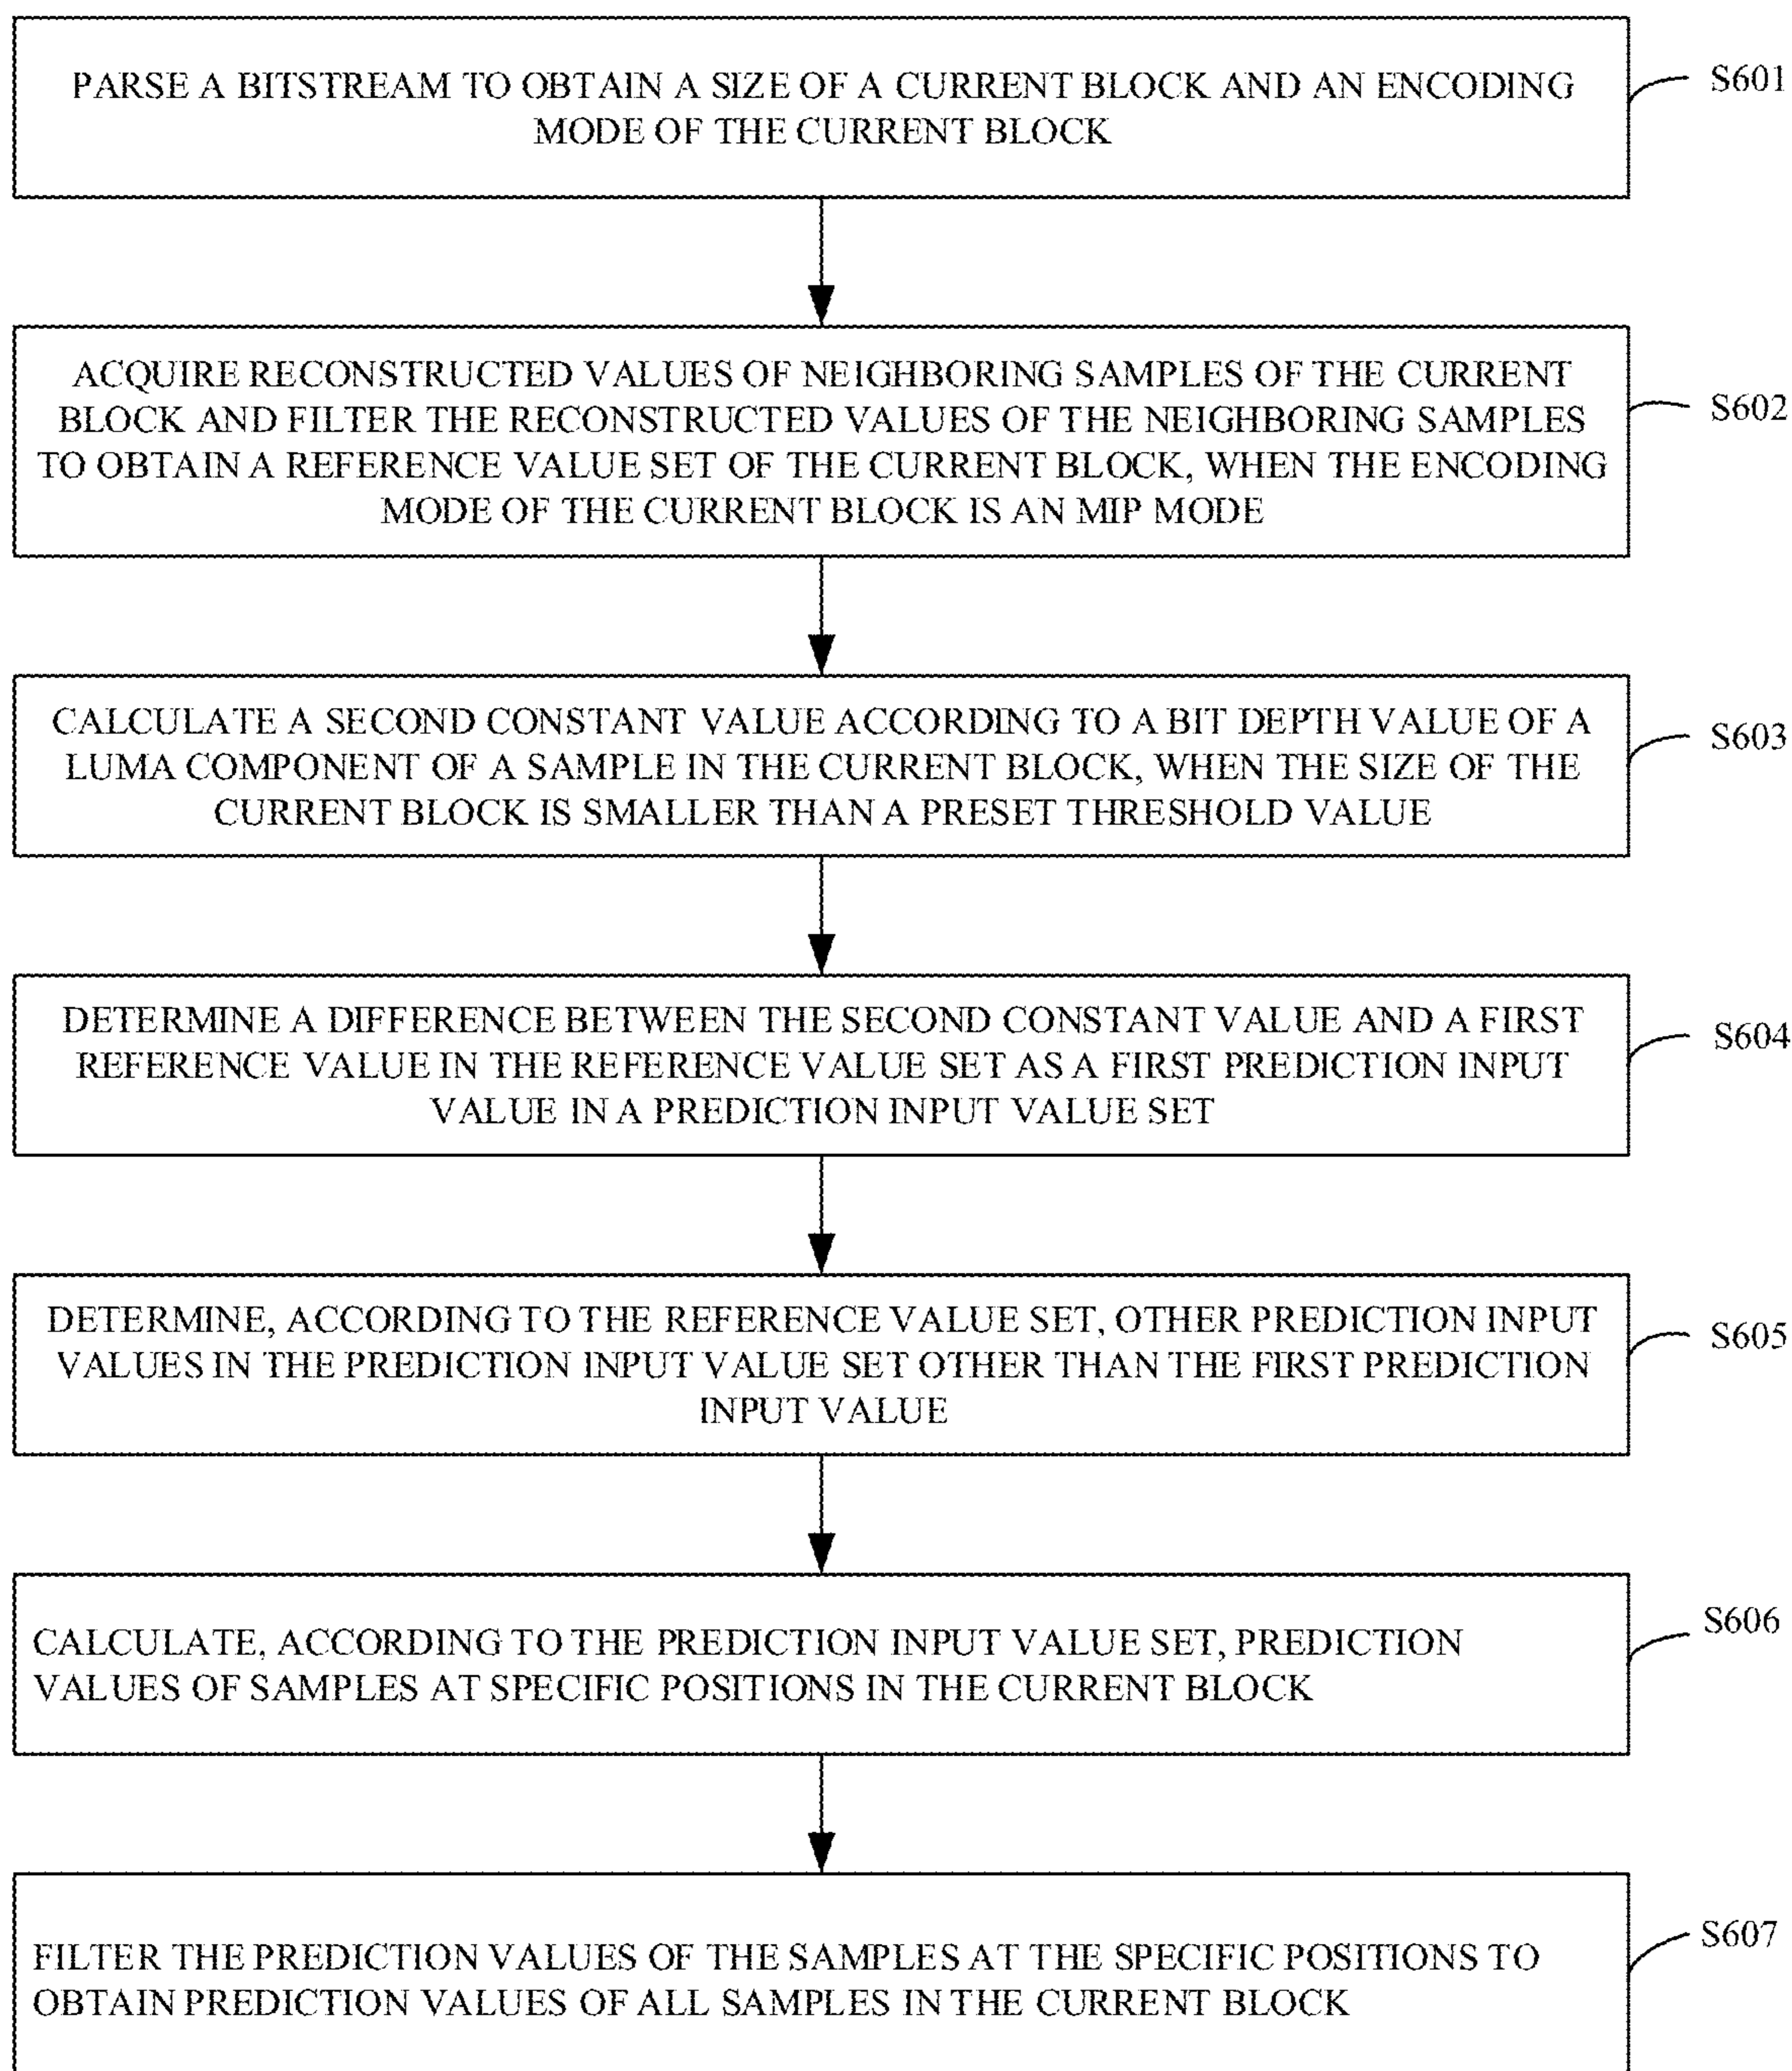 PARSE A BITSTREAM TO OBTAIN A SIZE OF A CURRENT BLOCK AND AN ENCODING
MODE OF THE CURRENT BLOCK
S601
ACQUIRE RECONSTRUCTED VALUES OF NEIGHBORING SAMPLES OF THE CURRENT
BLOCK AND FILTER THE RECONSTRUCTED VALUES OF THE NEIGHBORING SAMPLES
TO OBTAIN A REFERENCE VALUE SET OF THE CURRENT BLOCK, WHEN THE ENCODING
MODE OF THE CURRENT BLOCK IS AN MIP MODE
S602
CALCULATE A SECOND CONSTANT VALUE ACCORDING TO A BIT DEPTH VALUE OF A
LUMA COMPONENT OF A SAMPLE IN THE CURRENT BLOCK, WHEN THE SIZE OF THE
CURRENT BLOCK IS SMALLER THAN A PRESET THRESHOLD VALUE
S603
DETERMINE A DIFFERENCE BETWEEN THE SECOND CONSTANT VALUE AND A FIRST
REFERENCE VALUE IN THE REFERENCE VALUE SET AS A FIRST PREDICTION INPUT
VALUE IN A PREDICTION INPUT VALUE SET
S604
DETERMINE, ACCORDING TO THE REFERENCE VALUE SET, OTHER PREDICTION INPUT
VALUES IN THE PREDICTION INPUT VALUE SET OTHER THAN THE FIRST PREDICTION
INPUT VALUE
S605
CALCULATE, ACCORDING TO THE PREDICTION INPUT VALUE SET, PREDICTION
VALUES OF SAMPLES AT SPECIFIC POSITIONS IN THE CURRENT BLOCK
S606
FILTER THE PREDICTION VALUES OF THE SAMPLES AT THE SPECIFIC POSITIONS TO
OBTAIN PREDICTION VALUES OF ALL SAMPLES IN THE CURRENT BLOCK
S607